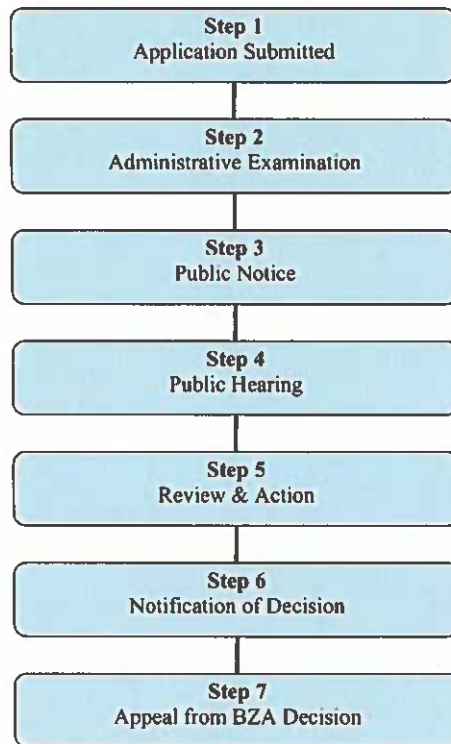 Step 1
Application Submitted
Step 2
Administrative Examination
Step 3
Public Notice
Step 4
Public Hearing
Step 5
Review & Action
Step 6
Notification of Decision
Step 7
Appeal from BZA Decision